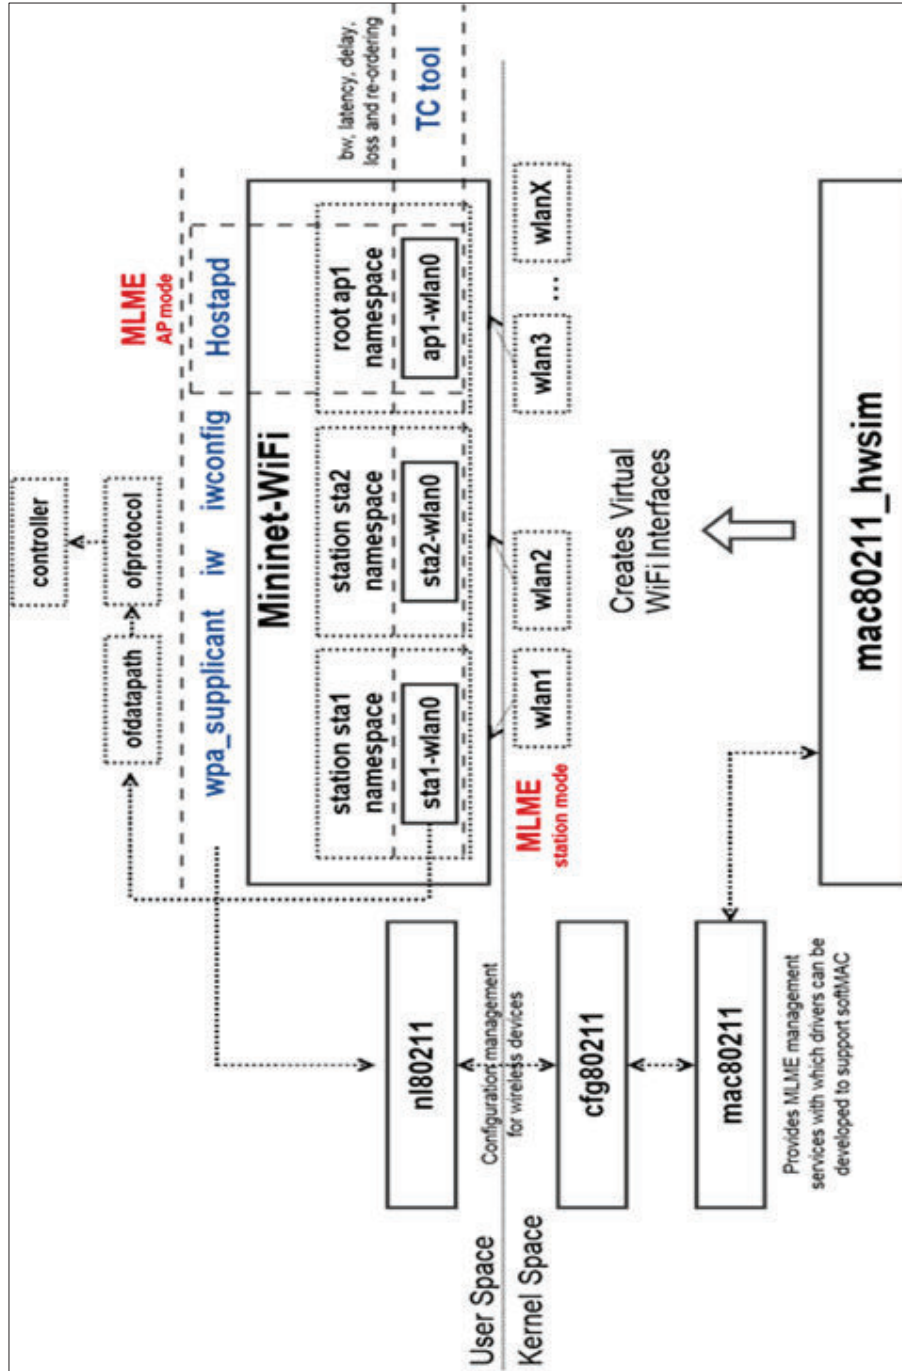 controller
ofdatapath
ofprotocol
MLME
AP mode
wpa_supplicant
iw
iwconfig
Hostapd
Mininet-WiFi
bw, latency, delay,
loss and re-ordering
TC tool
station sta1
namespace
sta1-wlan0
station sta2
namespace
sta2-wlan0
root ap1
namespace
ap1-wlan0
nl80211
Configuration management
for wireless devices
User Space
Kernel Space
MLME
station mode
wlan1
wlan2
wlan3
...
wlanX
cfg80211
Creates Virtual
WiFi Interfaces
mac80211
Provides MLME management
services with which drivers can be
developed to support softMAC
mac80211_hwsim